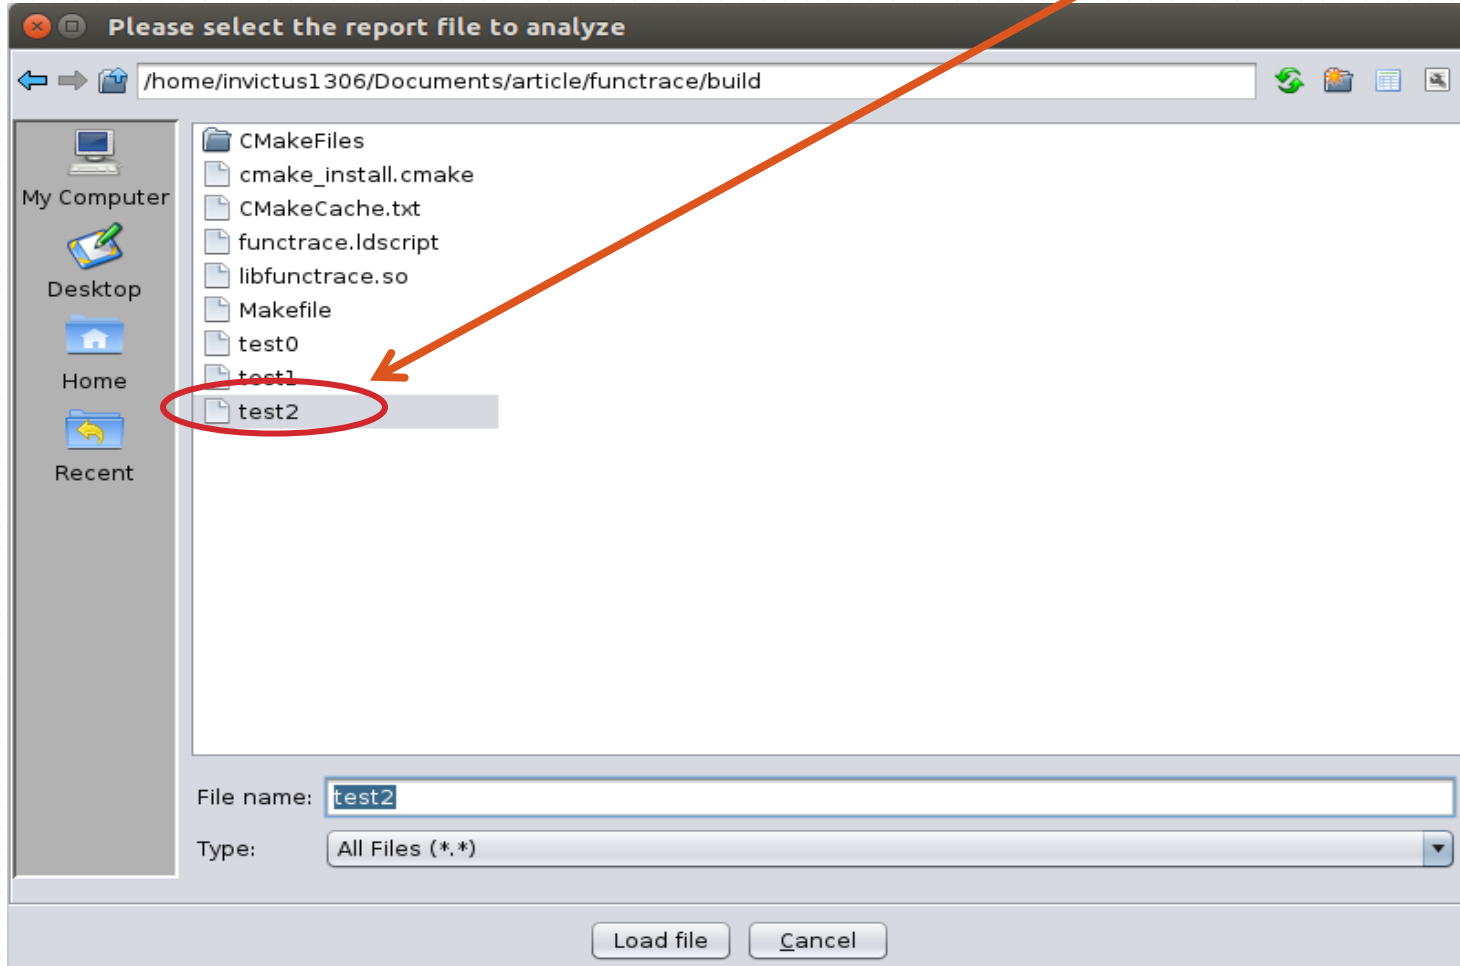 Please select the report file to analyze
/home/invictus1306/Documents/article/functrace/build
My Computer
Desktop
Home
Recent
CMakeFiles
cmake_install.cmake
CMakeCache.txt
functrace.ldscript
libfunctrace.so
Makefile
test0
test1
test2
File name: test2
Type: All Files (*.*)
Load file Cancel